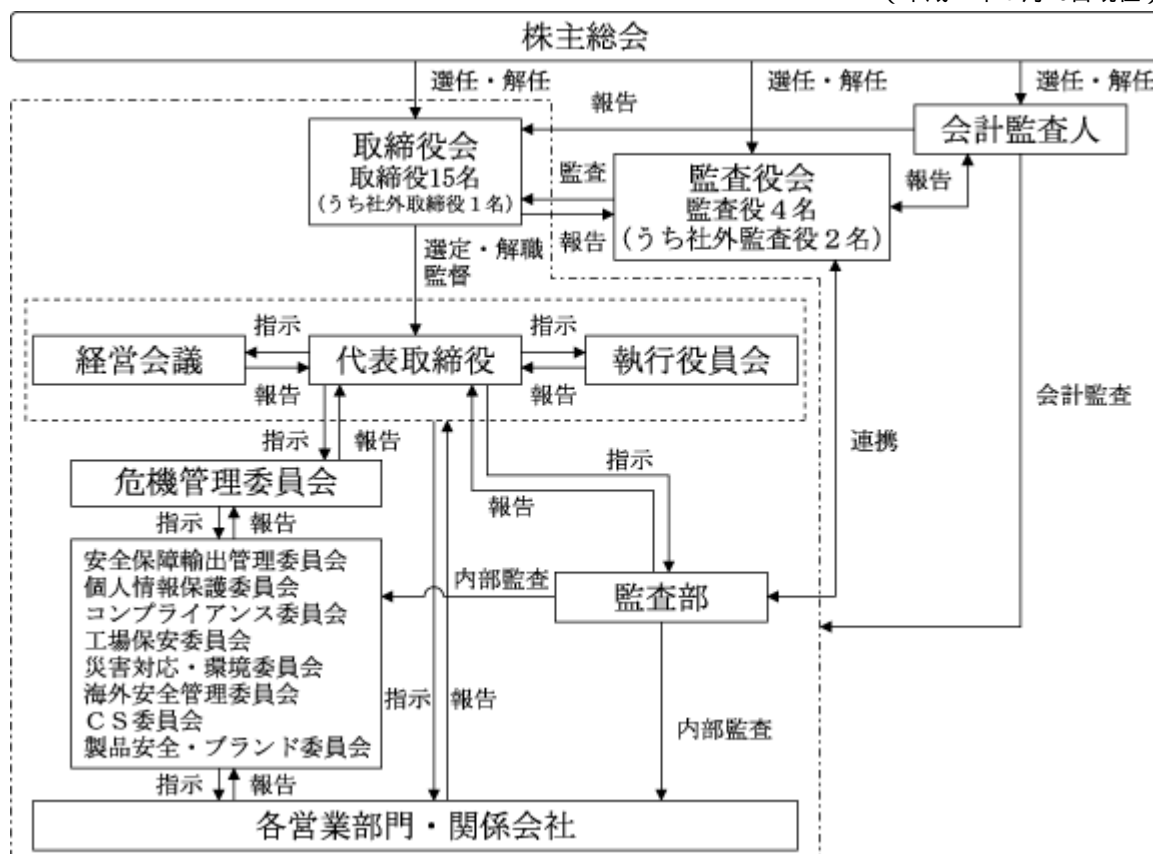 株主総会
選任・解任
選任・解任
選任・解任
報告
会計監査人
取締役会
取締役15名
(うち社外取締役1名)
監査
報告
監査役会
監査役4名
(うち社外監査役2名)
報告
選定・解職
監督
指示
指示
経営会議
代表取締役
執行役員会
報告
報告
会計監査
連携
指示
報告
指示
報告
危機管理委員会
指示
報告
安全保障輸出管理委員会
個人情報保護委員会
コンプライアンス委員会
工場保安委員会
災害対応・環境委員会
海外安全管理委員会
CS委員会
製品安全・ブランド委員会
内部監査
監査部
指示
報告
内部監査
指示
報告
各営業部門・関係会社